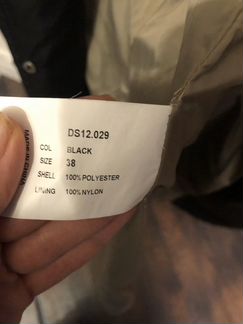 DS12.029
COL BLACK
SIZE 38
SHELL 100%POLYESTER
LINING 100%NYLON
MADE IN CHINA